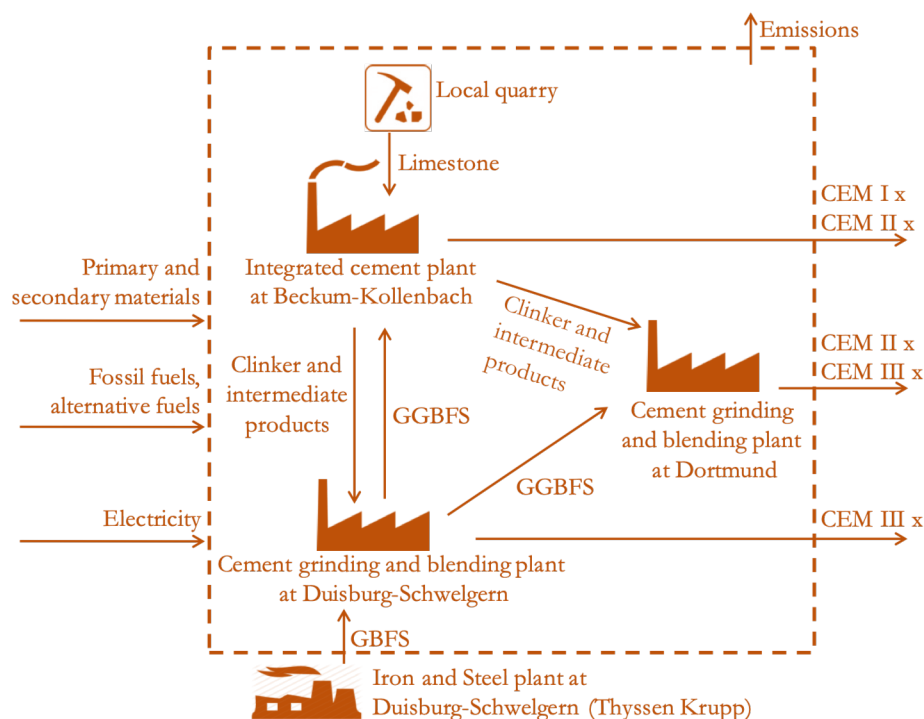 Emissions
Local quarry
Limestone
CEM I x
CEM II x
Integrated cement plant
at Beckum-Kollenbach
Primary and
secondary materials
Clinker and
intermediate
products
CEM II x
CEM III x
Fossil fuels,
alternative fuels
Clinker and
intermediate
products
GGBFS
Cement grinding
and blending plant
at Dortmund
GGBFS
Electricity
CEM III x
Cement grinding and blending plant
at Duisburg-Schwelgern
GBFS
Iron and Steel plant at
Duisburg-Schwelgern (Thyssen Krupp)